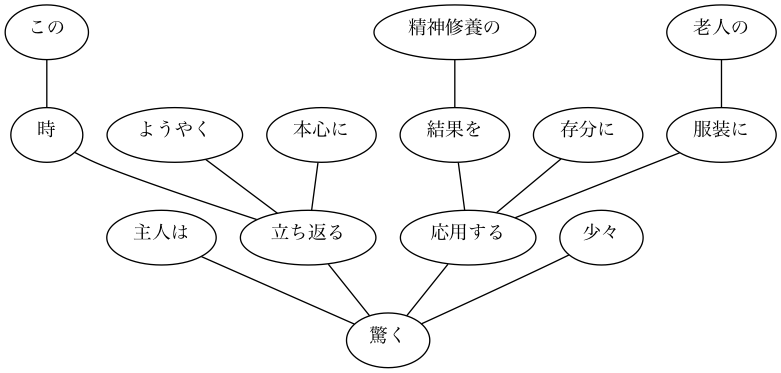 この 精神修養の 老人の
時 ようやく 本心に 結果を 存分に 服装に
主人は 立ち返る 応用する 少々
驚く